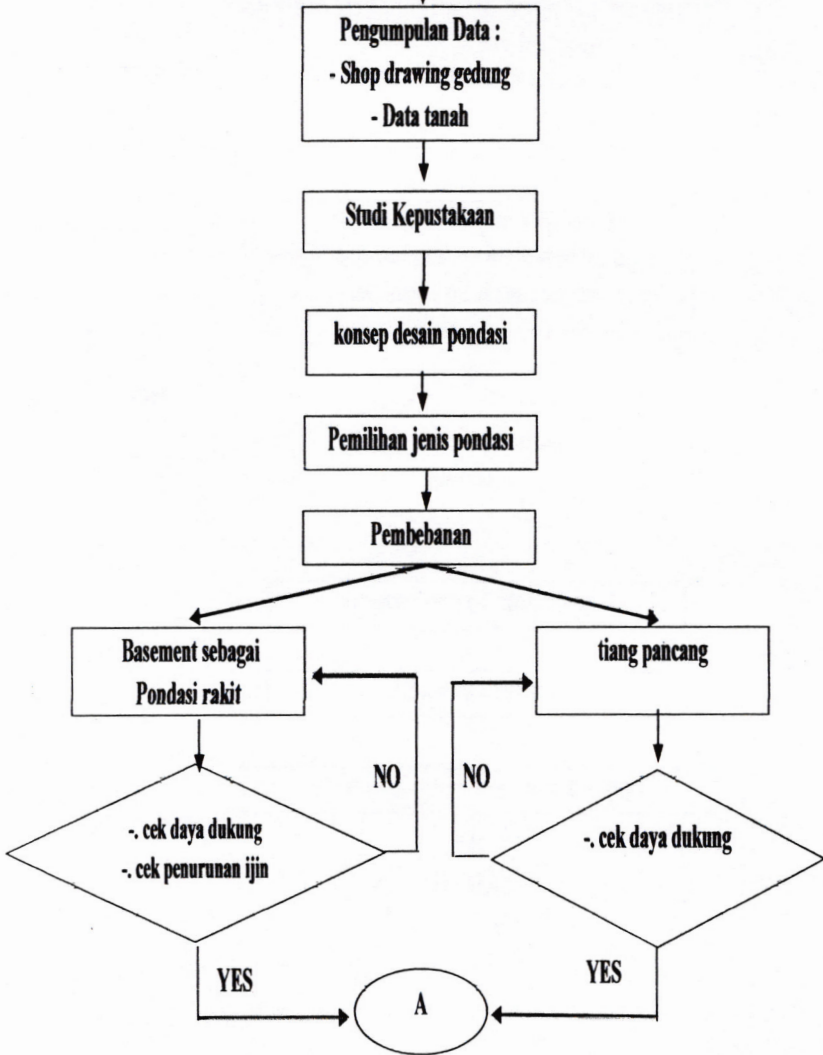 Pengumpulan Data :
- Shop drawing gedung
- Data tanah
Studi Kepustakaan
konsep desain pondasi
Pemilihan jenis pondasi
Pembebanan
Basement sebagai
Pondasi rakit
tiang pancang
NO
NO
-. cek daya dukung
-. cek penurunan ijin
-. cek daya dukung
YES
YES
A